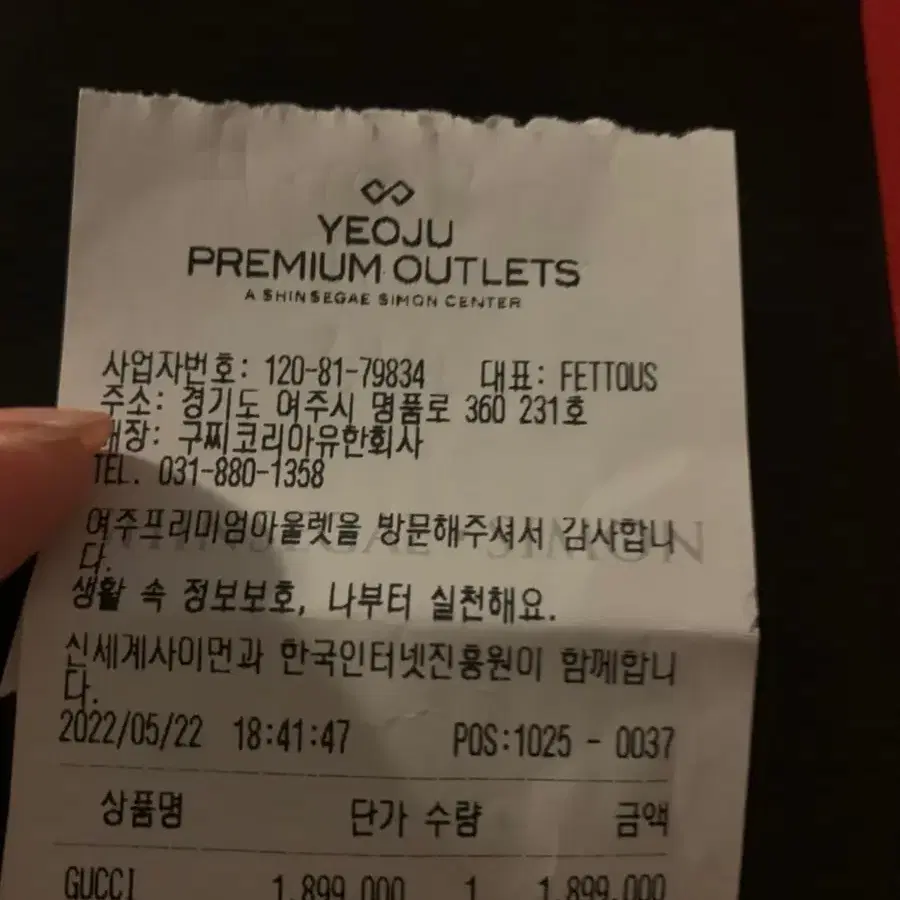 YEOJU
PREMIUM OUTLETS
A SHINSEGAE SIMON CENTER
사업자번호: 120-81-79834 대표: FETTOUS
주소: 경기도 여주시 명품로 360 231호
매장: 구찌코리아유한회사
TEL. 031-880-1358
여주프리미엄아울렛을 방문해주셔서 감사합니
다.
생활 속 정보보호, 나부터 실천해요.
신세계사이먼과 한국인터넷진흥원이 함께합니
다.
2022/05/22 18:41:47 POS:1025 - 0037
상품명 단가 수량 금액
GUCCI 1,899,000 1 1,899,000